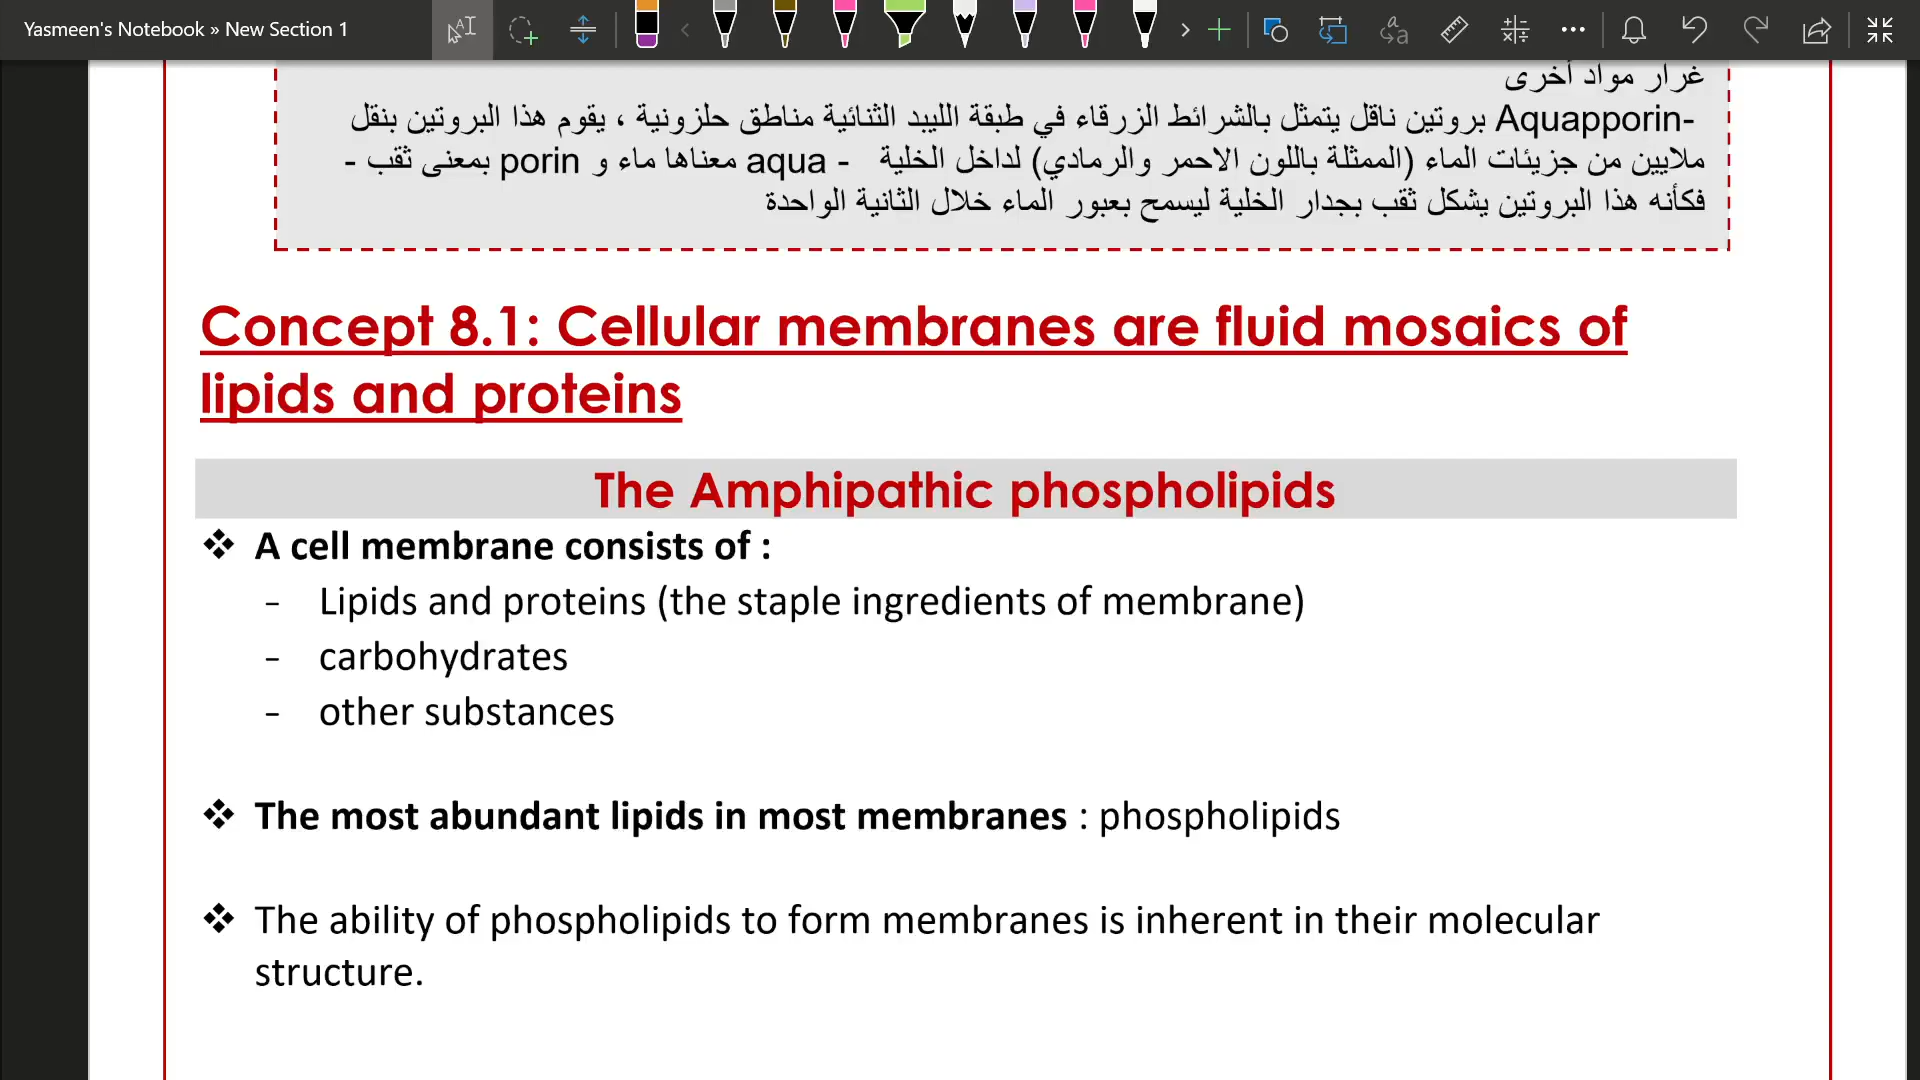 Yasmeen's Notebook » New Section 1
غرار مواد أخرى
Aquapporin- بروتين ناقل يتمثل بالشرائط الزرقاء في طبقة الليبد الثنائية مناطق حلزونية ، يقوم هذا البروتين بنقل
ملايين من جزيئات الماء (الممثلة باللون الاحمر والرمادي) لداخل الخلية - aqua معناها ماء و porin بمعنى ثقب -
فكأنه هذا البروتين يشكل ثقب بجدار الخلية ليسمح بعبور الماء خلال الثانية الواحدة
Concept 8.1: Cellular membranes are fluid mosaics of
lipids and proteins
The Amphipathic phospholipids
❖ A cell membrane consists of :
- Lipids and proteins (the staple ingredients of membrane)
- carbohydrates
- other substances
❖ The most abundant lipids in most membranes : phospholipids
❖ The ability of phospholipids to form membranes is inherent in their molecular
structure.